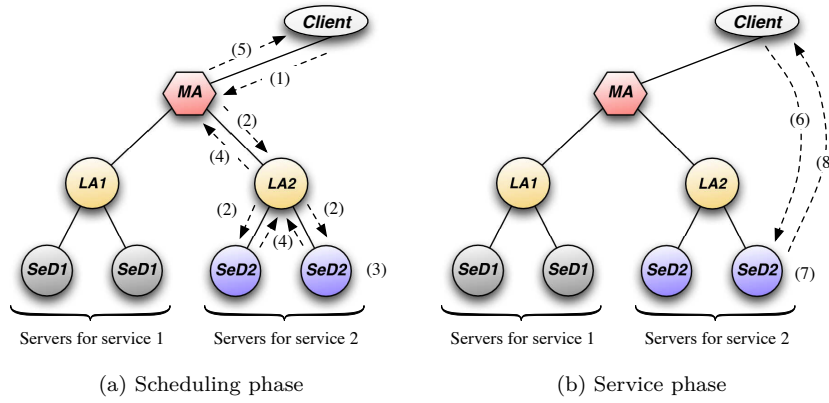 Client
(5)
(1)
MA
(2)
(4)
LA1
LA2
(2)
(2)
(4)
SeD1
SeD1
SeD2
SeD2
(3)
Servers for service 1
Servers for service 2
(a) Scheduling phase
Client
MA
(6)
(8
LA1
LA2
SeD1
SeD1
SeD2
SeD2
(7)
Servers for service 1
Servers for service 2
(b) Service phase